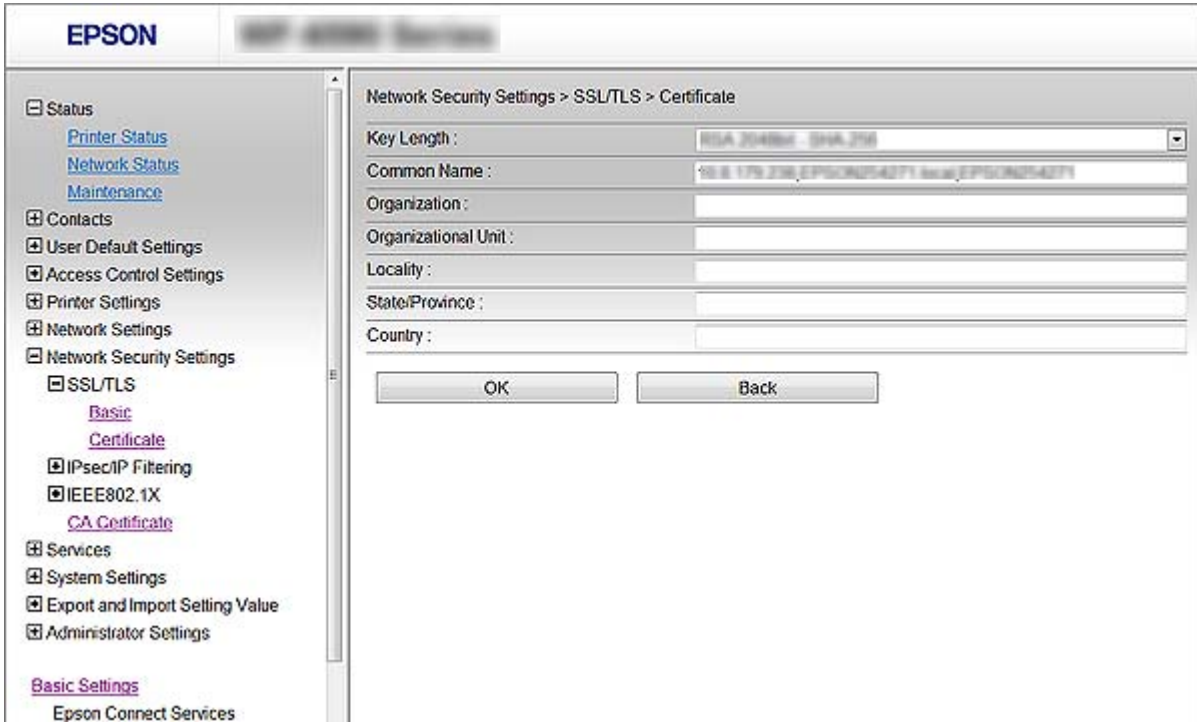 EPSON
Status
Printer Status
Network Status
Maintenance
Contacts
User Default Settings
Access Control Settings
Printer Settings
Network Settings
Network Security Settings
SSL/TLS
Basic
Certificate
IPsec/IP Filtering
IEEE802.1X
CA Certificate
Services
System Settings
Export and Import Setting Value
Administrator Settings
Basic Settings
Epson Connect Services
Network Security Settings > SSL/TLS > Certificate
Key Length :
Common Name :
Organization :
Organizational Unit :
Locality :
State/Province :
Country :
OK
Back